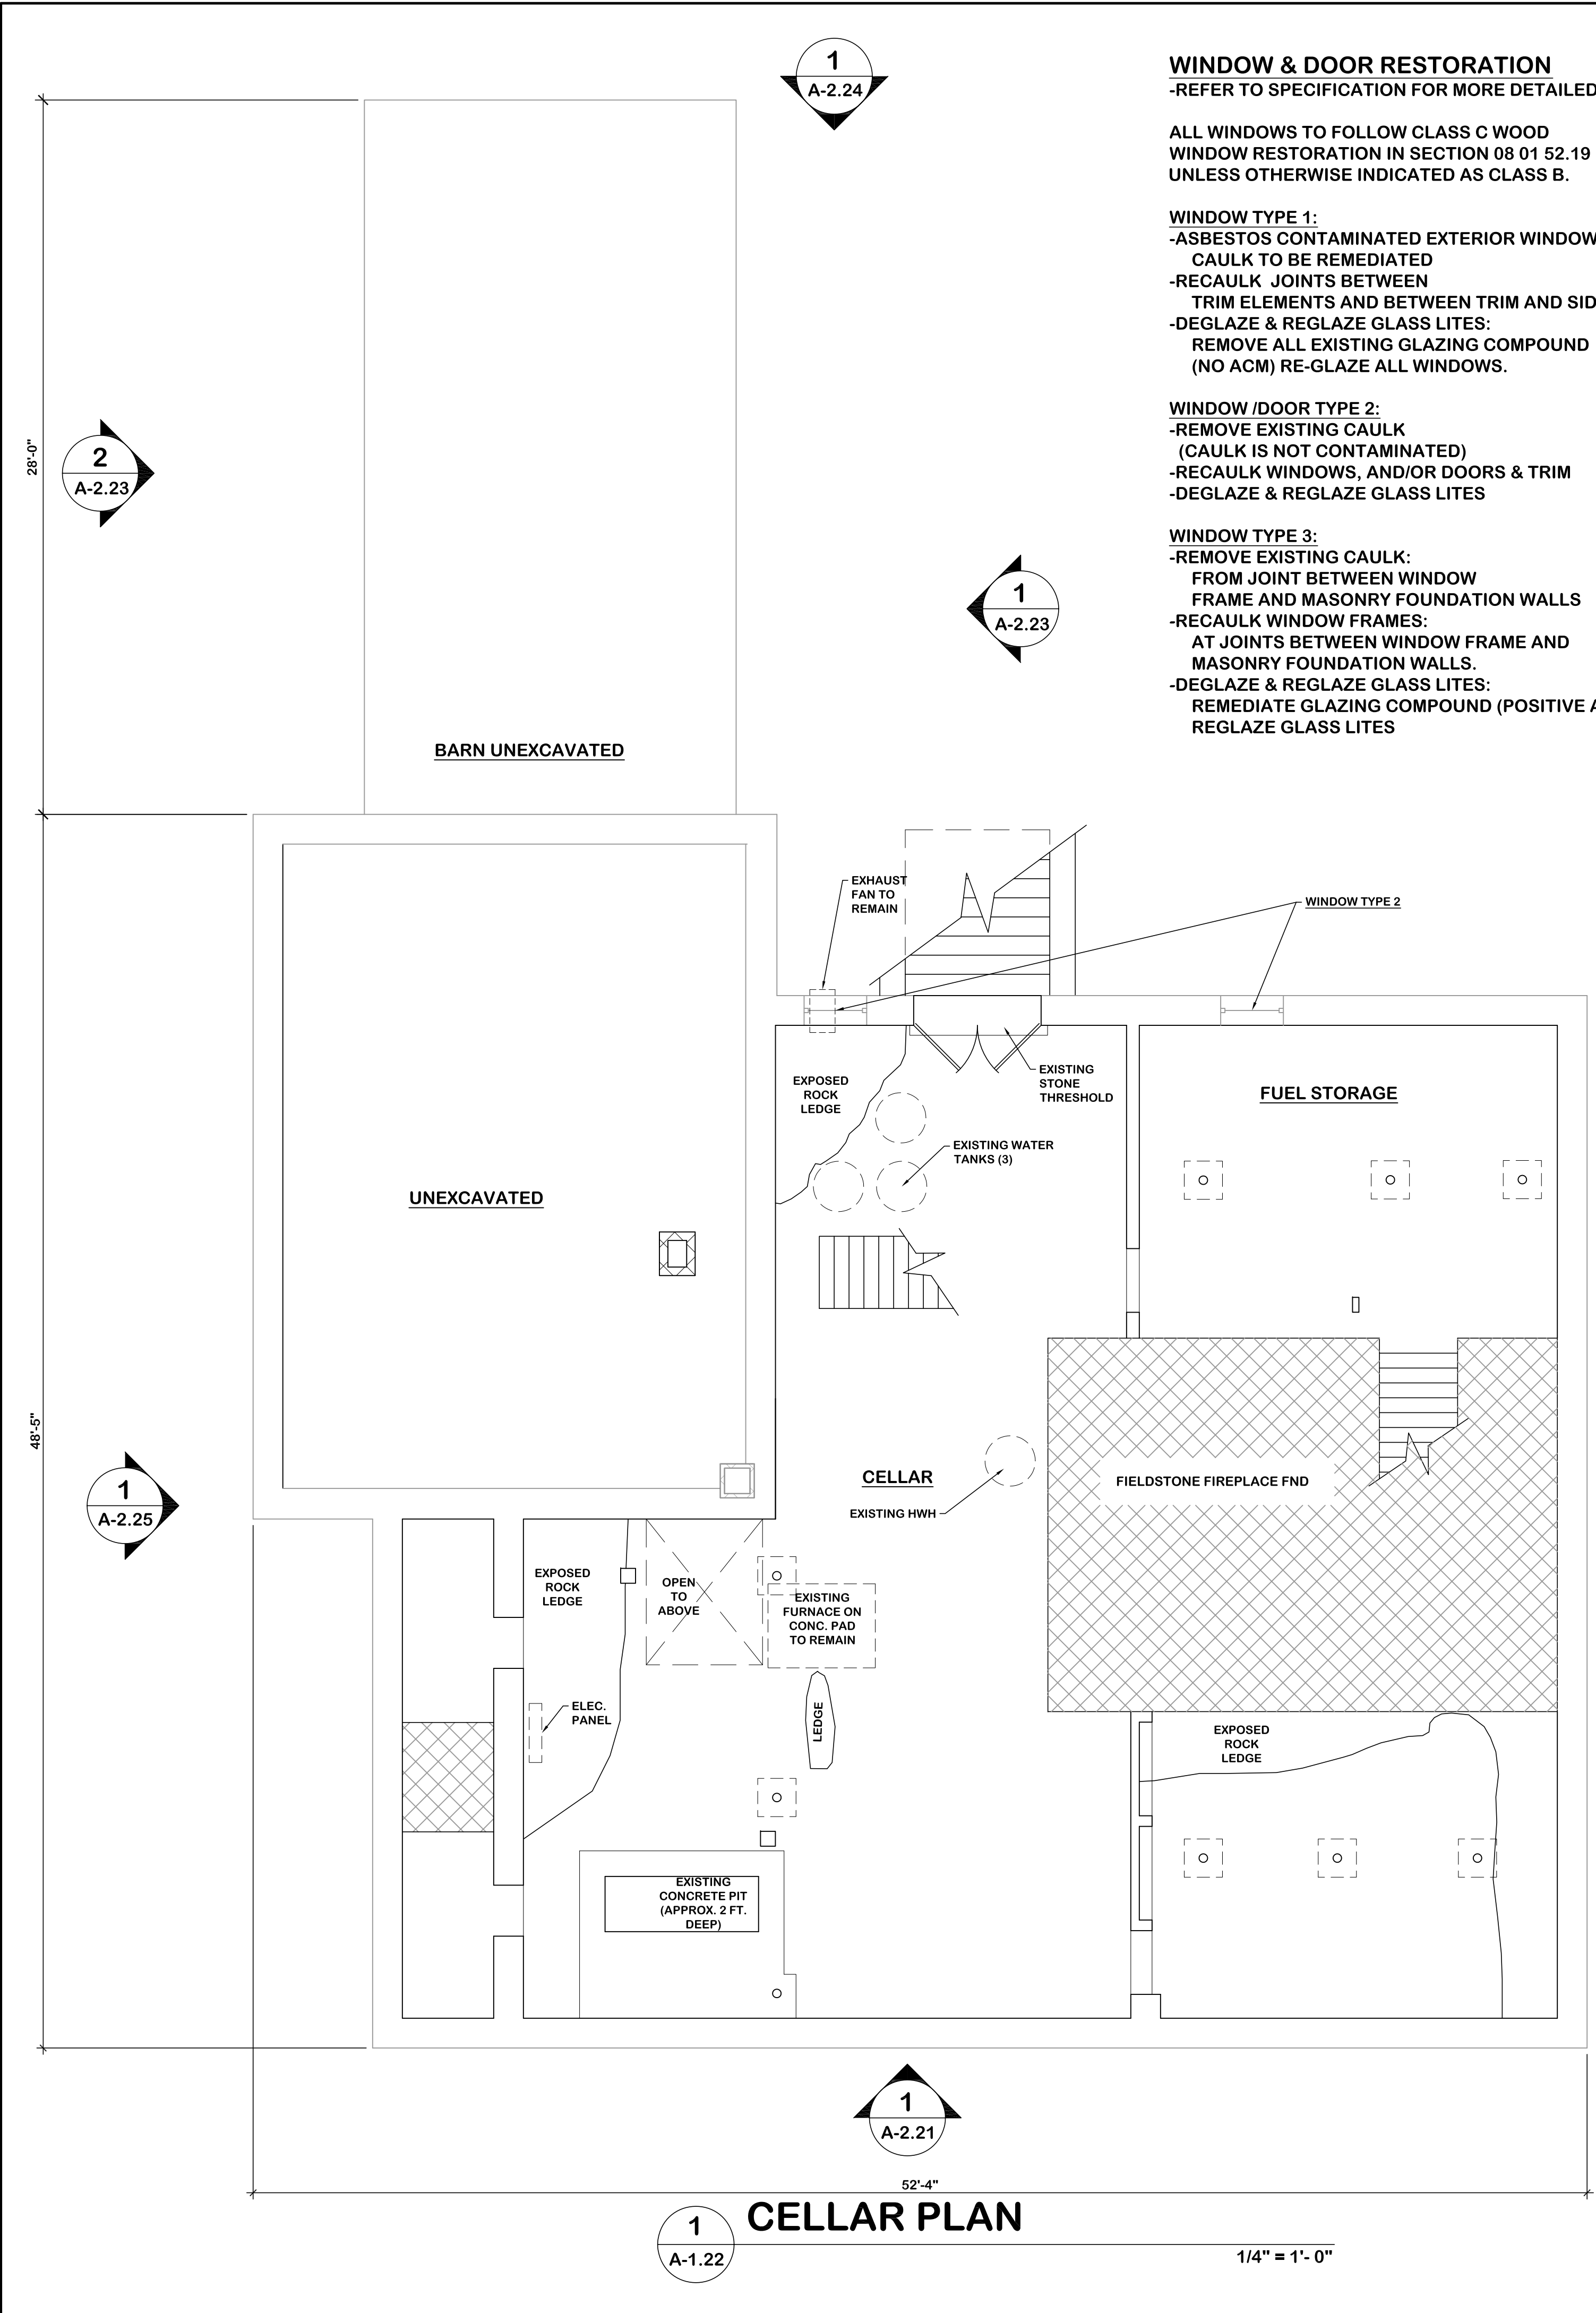 1
A-2.24
WINDOW & DOOR RESTORATION
-REFER TO SPECIFICATION FOR MORE DETAILED
ALL WINDOWS TO FOLLOW CLASS C WOOD
WINDOW RESTORATION IN SECTION 08 01 52.19
UNLESS OTHERWISE INDICATED AS CLASS B.
WINDOW TYPE 1:
-ASBESTOS CONTAMINATED EXTERIOR WINDOW
CAULK TO BE REMEDIATED
-RECAULK JOINTS BETWEEN
TRIM ELEMENTS AND BETWEEN TRIM AND SID
-DEGLAZE & REGLAZE GLASS LITES:
REMOVE ALL EXISTING GLAZING COMPOUND
(NO ACM) RE-GLAZE ALL WINDOWS.
WINDOW /DOOR TYPE 2:
-REMOVE EXISTING CAULK
(CAULK IS NOT CONTAMINATED)
-RECAULK WINDOWS, AND/OR DOORS & TRIM
-DEGLAZE & REGLAZE GLASS LITES
WINDOW TYPE 3:
-REMOVE EXISTING CAULK:
FROM JOINT BETWEEN WINDOW
FRAME AND MASONRY FOUNDATION WALLS
-RECAULK WINDOW FRAMES:
AT JOINTS BETWEEN WINDOW FRAME AND
MASONRY FOUNDATION WALLS.
-DEGLAZE & REGLAZE GLASS LITES:
REMEDIATE GLAZING COMPOUND (POSITIVE A
REGLAZE GLASS LITES
28'-0"
2
A-2.23
1
A-2.23
BARN UNEXCAVATED
EXHAUST
FAN TO
REMAIN
WINDOW TYPE 2
EXPOSED
ROCK
LEDGE
EXISTING
STONE
THRESHOLD
FUEL STORAGE
EXISTING WATER
TANKS (3)
UNEXCAVATED
48'-5"
1
A-2.25
CELLAR
EXISTING HWH
FIELDSTONE FIREPLACE FND
EXPOSED
ROCK
LEDGE
OPEN
TO
ABOVE
EXISTING
FURNACE ON
CONC. PAD
TO REMAIN
ELEC.
PANEL
LEDGE
EXPOSED
ROCK
LEDGE
EXISTING
CONCRETE PIT
(APPROX. 2 FT.
DEEP)
1
A-2.21
52'-4"
1
A-1.22
CELLAR PLAN
1/4" = 1'- 0"